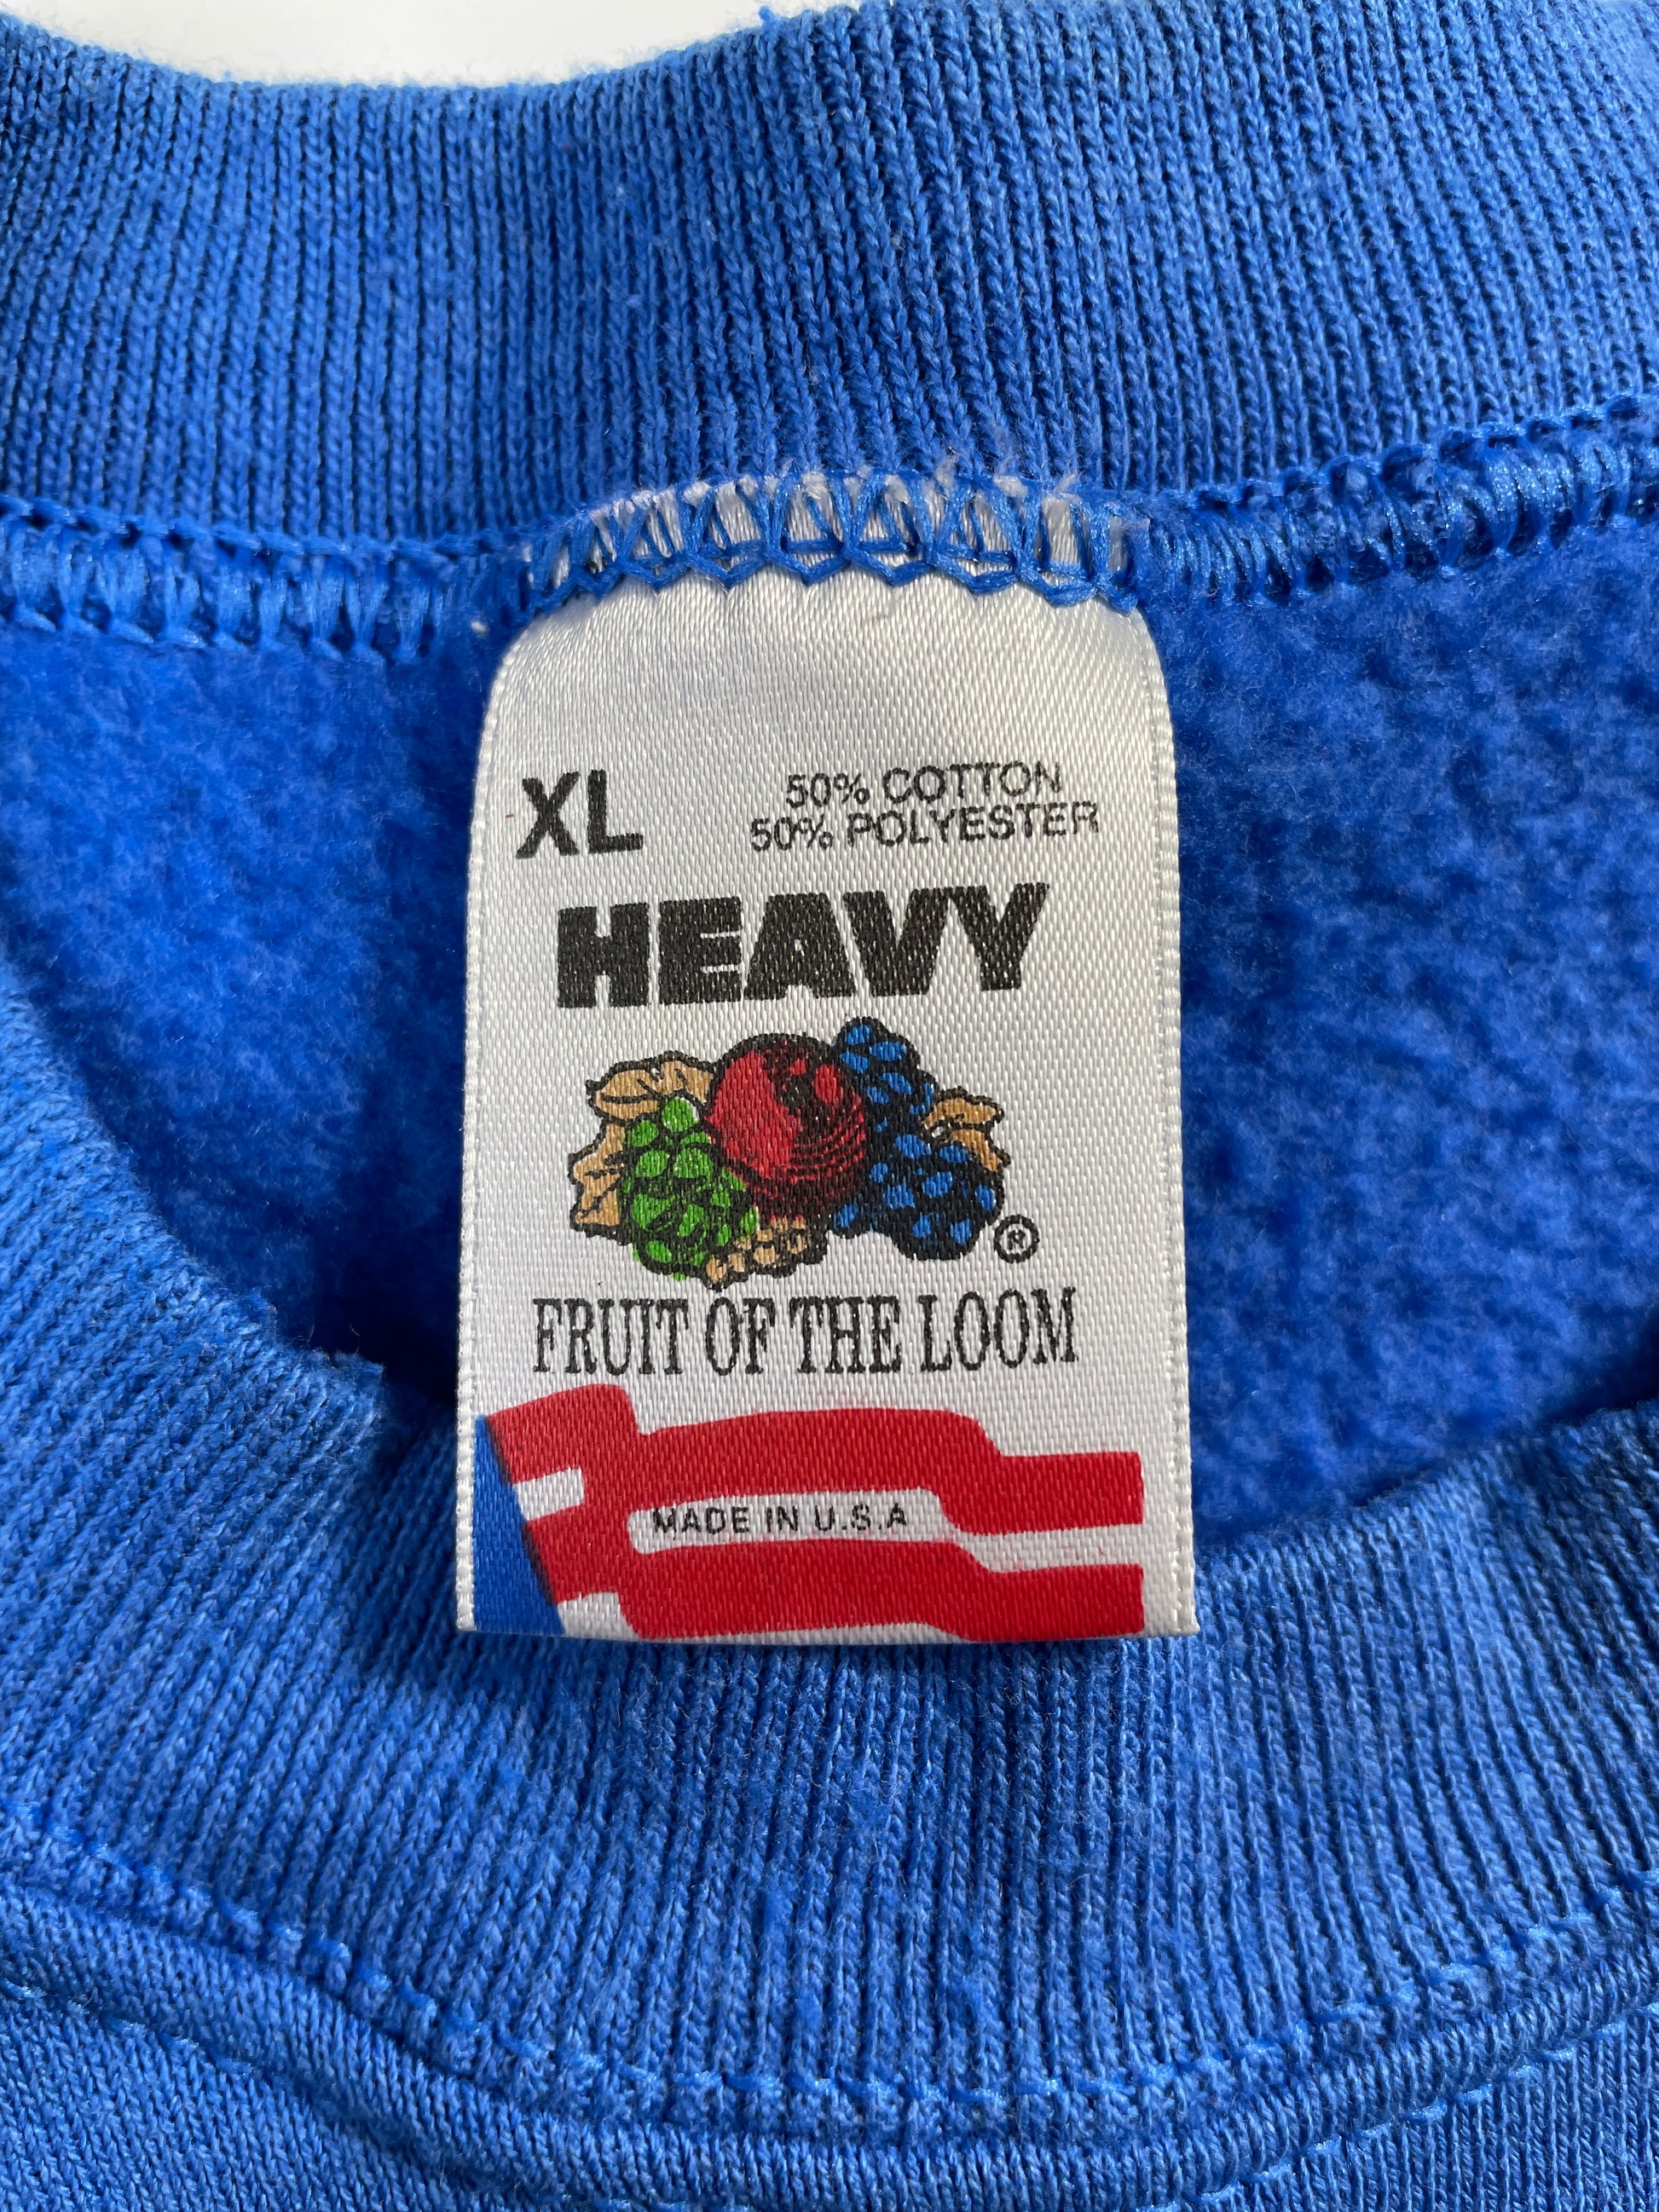 XL
50% COTTON
50% POLYESTER
HEAVY
®
FRUIT OF THE LOOM
MADE IN U.S.A